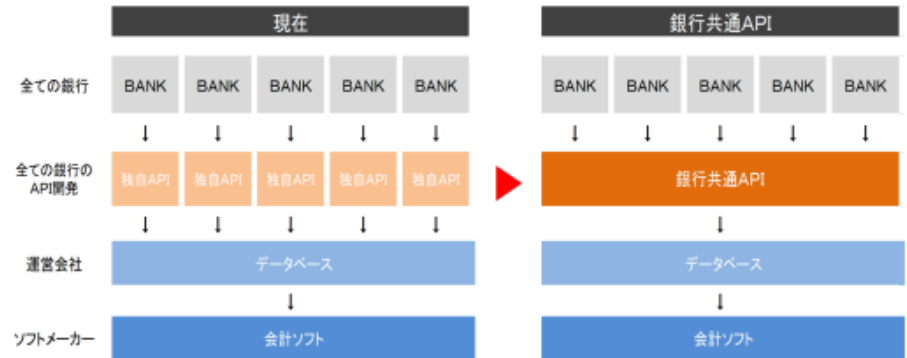 現在
銀行共通API
全ての銀行
BANK BANK BANK BANK BANK
BANK BANK BANK BANK BANK
↓ ↓ ↓ ↓ ↓
↓ ↓ ↓ ↓ ↓
全ての銀行の
API開発
独自API 独自API 独自API 独自API 独自API
銀行共通API
↓ ↓ ↓ ↓ ↓
↓
運営会社
データベース
データベース
↓
↓
ソフトメーカー
会計ソフト
会計ソフト